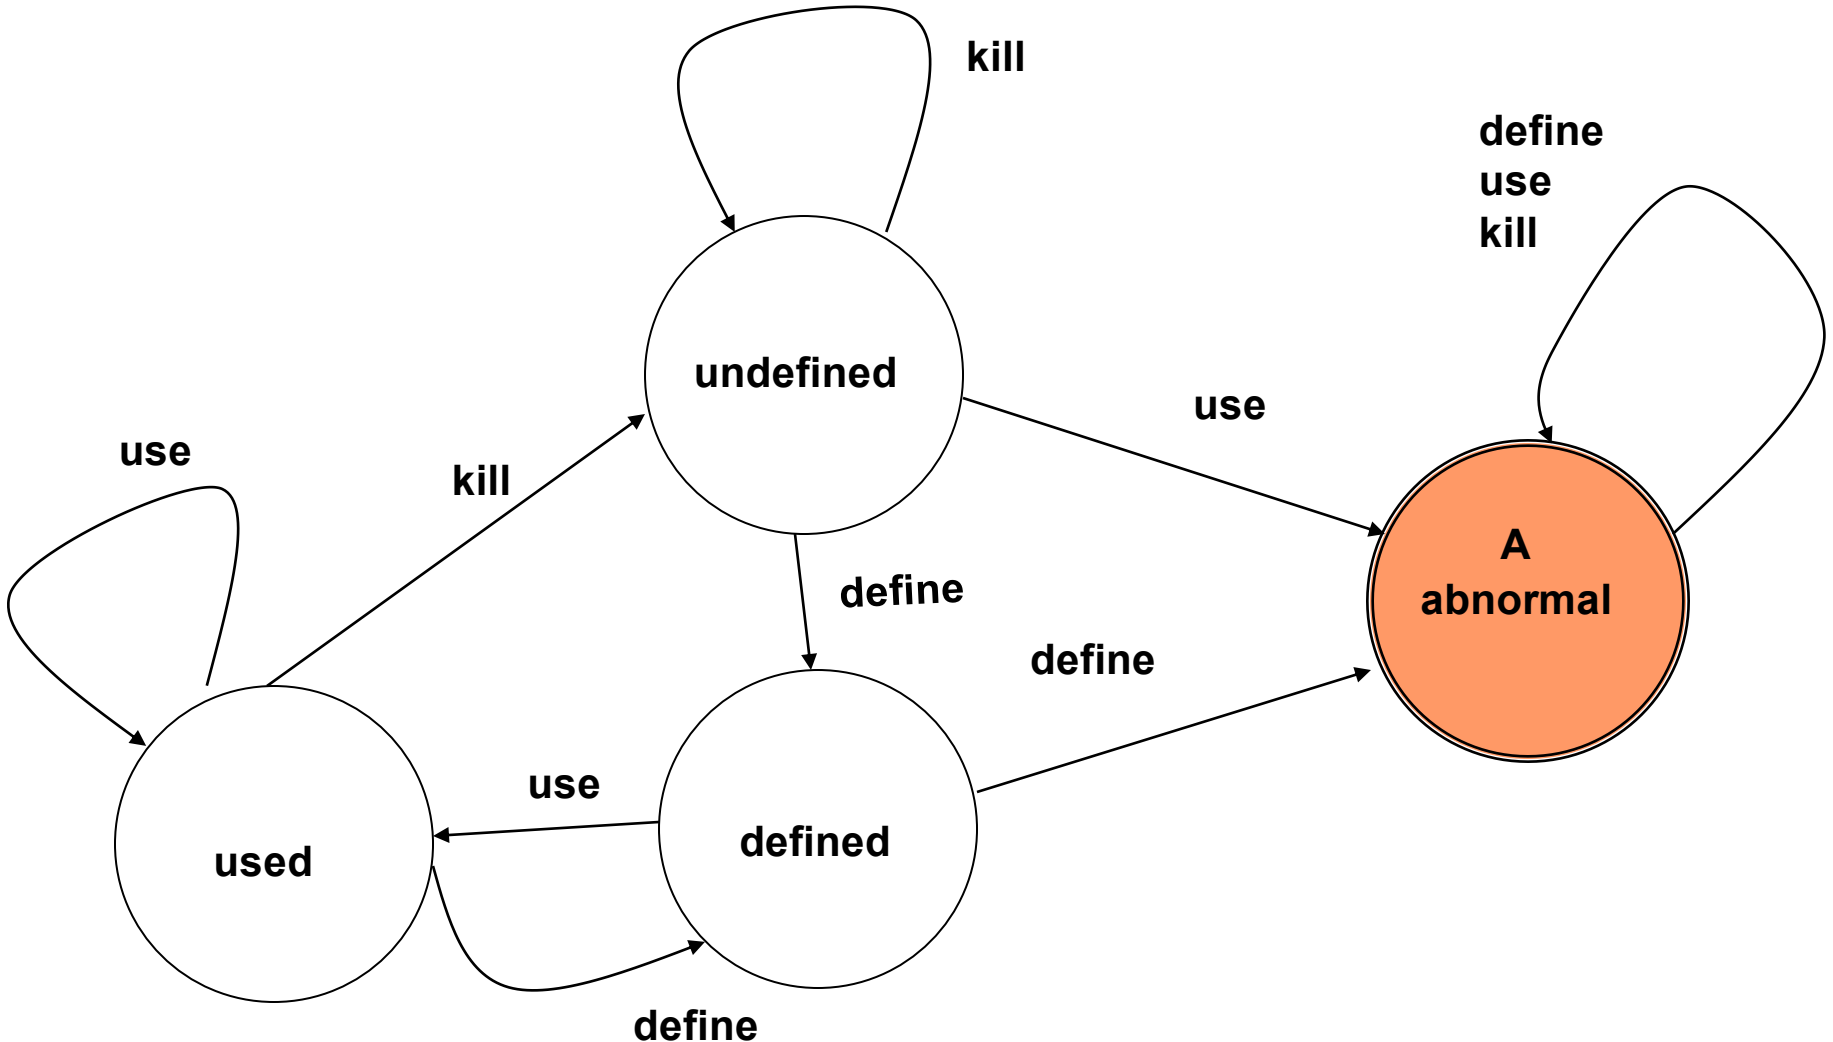 kill
define
use
kill
undefined
use
use
kill
A
abnormal
define
define
use
defined
used
define